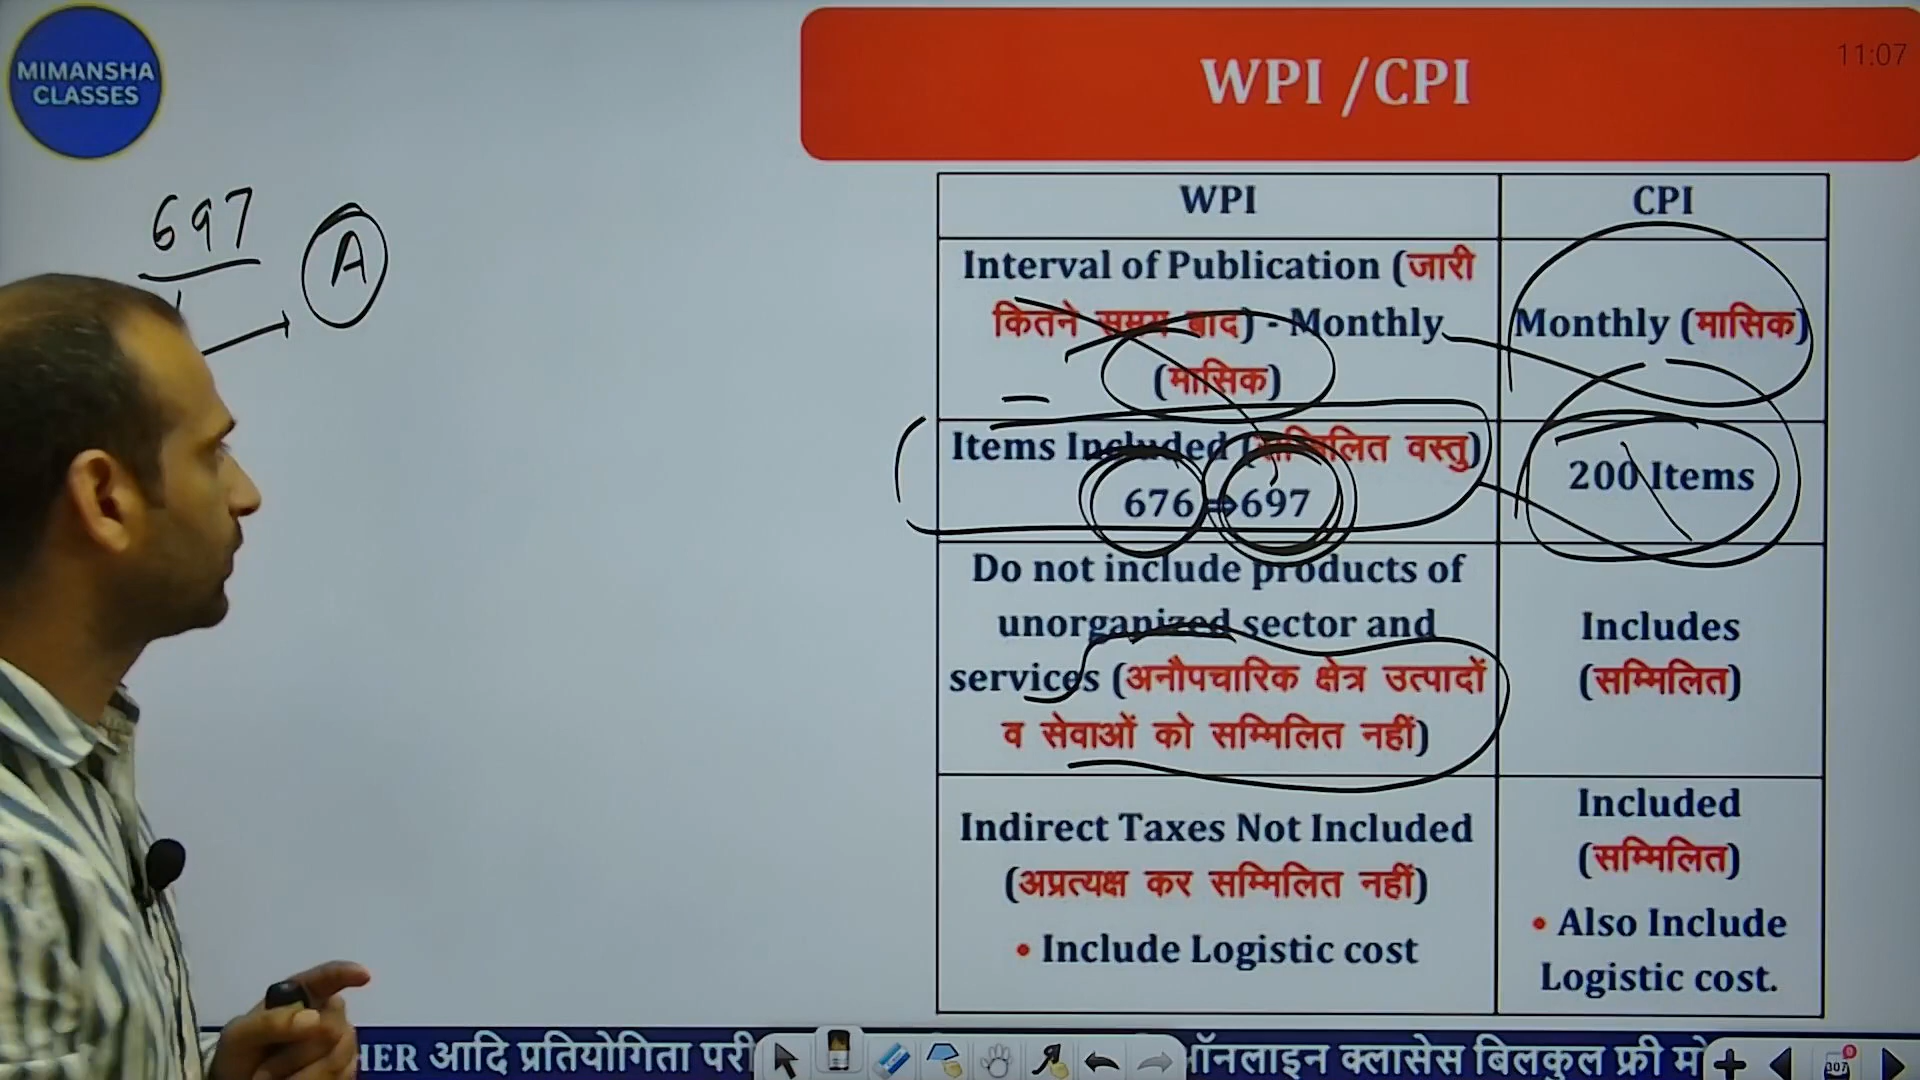 MIMANSHA
CLASSES
WPI /CPI
11:07
697
A
WPI
CPI
Interval of Publication (जारी
कितने समय बाद) - Monthly
(मासिक)
Monthly (मासिक)
Items Included (सम्मिलित वस्तु)
676 ⇒697
200 Items
Do not include products of
unorganized sector and
services (अनौपचारिक क्षेत्र उत्पादों
व सेवाओं को सम्मिलित नहीं)
Includes
(सम्मिलित)
Indirect Taxes Not Included
(अप्रत्यक्ष कर सम्मिलित नहीं)
• Include Logistic cost
Included
(सम्मिलित)
• Also Include
Logistic cost.
HER आदि प्रतियोगिता परी
ऑनलाइन क्लासेस बिलकुल फ्री
307